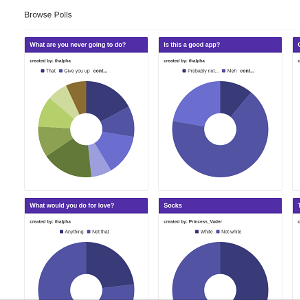 Browse Polls
What are you never going to do?
created by: thalpha
That Give you up cont...
Is this a good app?
created by: thalpha
Probably not... Meh cont...
What would you do for love?
created by: thalpha
Anything Not that
Socks
created by: Princess_Vader
White Not white